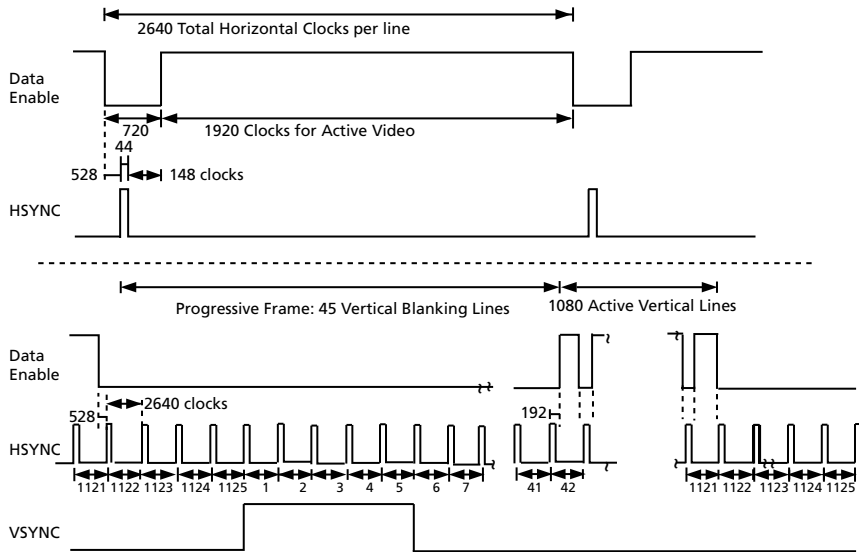 2640 Total Horizontal Clocks per line
Data
Enable
720
1920 Clocks for Active Video
44
528
148 clocks
HSYNC
Progressive Frame: 45 Vertical Blanking Lines
1080 Active Vertical Lines
Data
Enable
528
2640 clocks
192
HSYNC
1121 1122 1123 1124 1125 1 2 3 4 5 6 7 41 42 1121 1122 1123 1124 1125
VSYNC